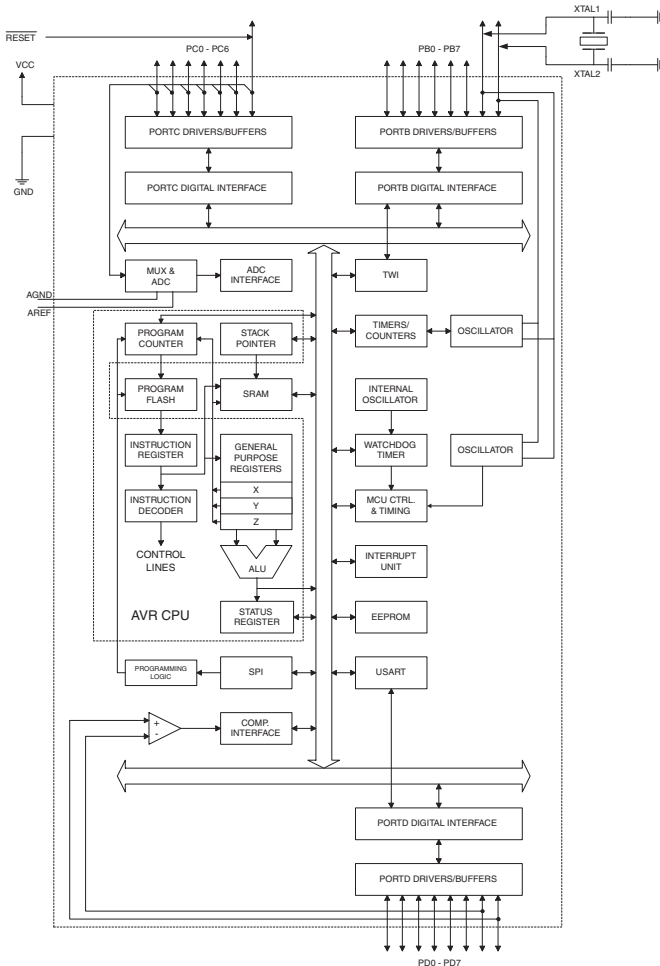 XTAL1
RESET
PC0 - PC6
PB0 - PB7
VCC
XTAL2
PORTC DRIVERS/BUFFERS
PORTB DRIVERS/BUFFERS
PORTC DIGITAL INTERFACE
PORTB DIGITAL INTERFACE
GND
MUX &
ADC
ADC
INTERFACE
TWI
AGND
AREF
PROGRAM
COUNTER
STACK
POINTER
TIMERS/
COUNTERS
OSCILLATOR
PROGRAM
FLASH
SRAM
INTERNAL
OSCILLATOR
INSTRUCTION
REGISTER
GENERAL
PURPOSE
REGISTERS
WATCHDOG
TIMER
OSCILLATOR
X
Y
Z
INSTRUCTION
DECODER
MCU CTRL.
& TIMING
CONTROL
LINES
ALU
INTERRUPT
UNIT
AVR CPU
STATUS
REGISTER
EEPROM
PROGRAMMING
LOGIC
SPI
USART
+
-
COMP.
INTERFACE
PORTD DIGITAL INTERFACE
PORTD DRIVERS/BUFFERS
PD0 - PD7